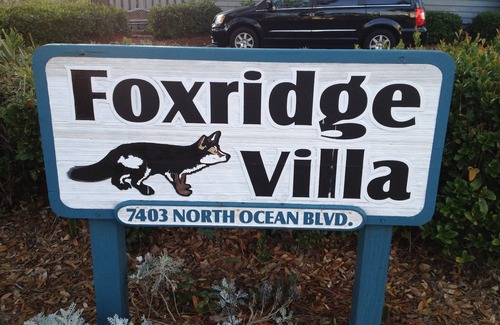 Foxridge
Villa
7403 NORTH OCEAN BLVD.